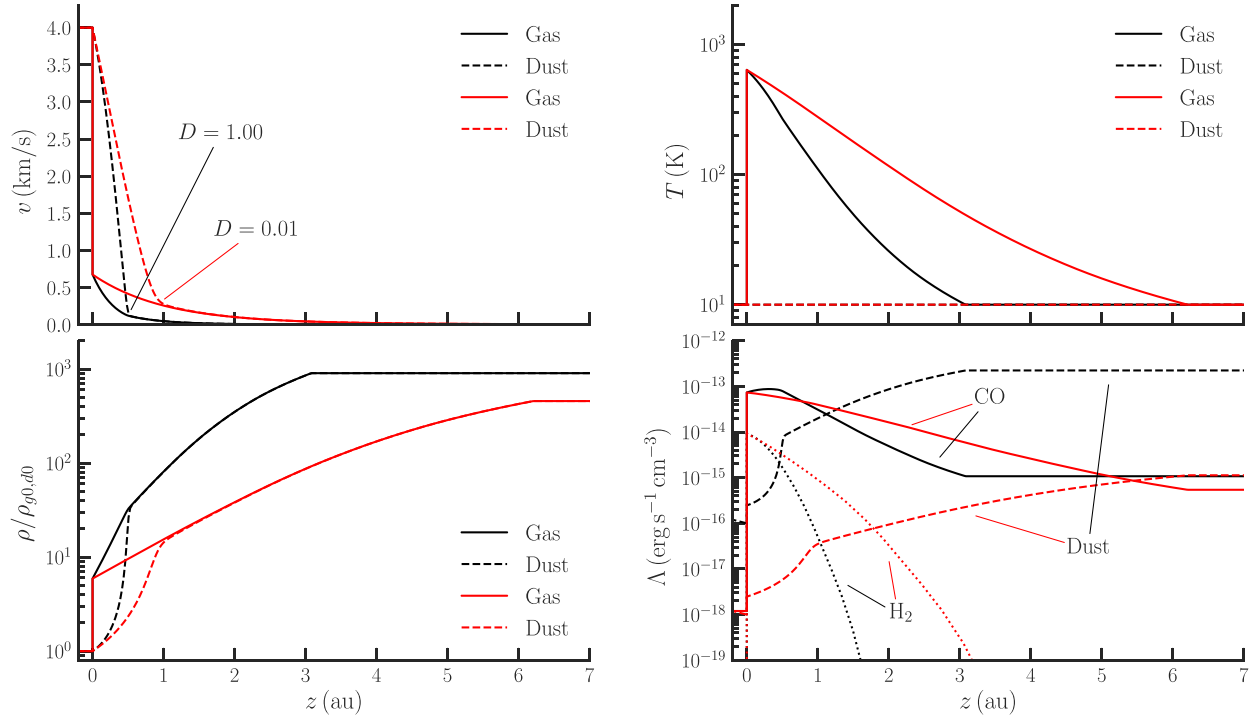 4.0
3.5
3.0
2.5
2.0
1.5
1.0
0.5
0.0
v (km/s)
Gas
Dust
Gas
Dust
D = 1.00
D = 0.01
10³
10²
10¹
T (K)
Gas
Dust
Gas
Dust
10³
10²
10¹
10⁰
ρ/ρg0,d0
Gas
Dust
Gas
Dust
0 1 2 3 4 5 6 7
z (au)
10⁻¹²
10⁻¹³
10⁻¹⁴
10⁻¹⁵
10⁻¹⁶
10⁻¹⁷
10⁻¹⁸
10⁻¹⁹
Λ (erg s⁻¹ cm⁻³)
CO
Dust
H₂
0 1 2 3 4 5 6 7
z (au)